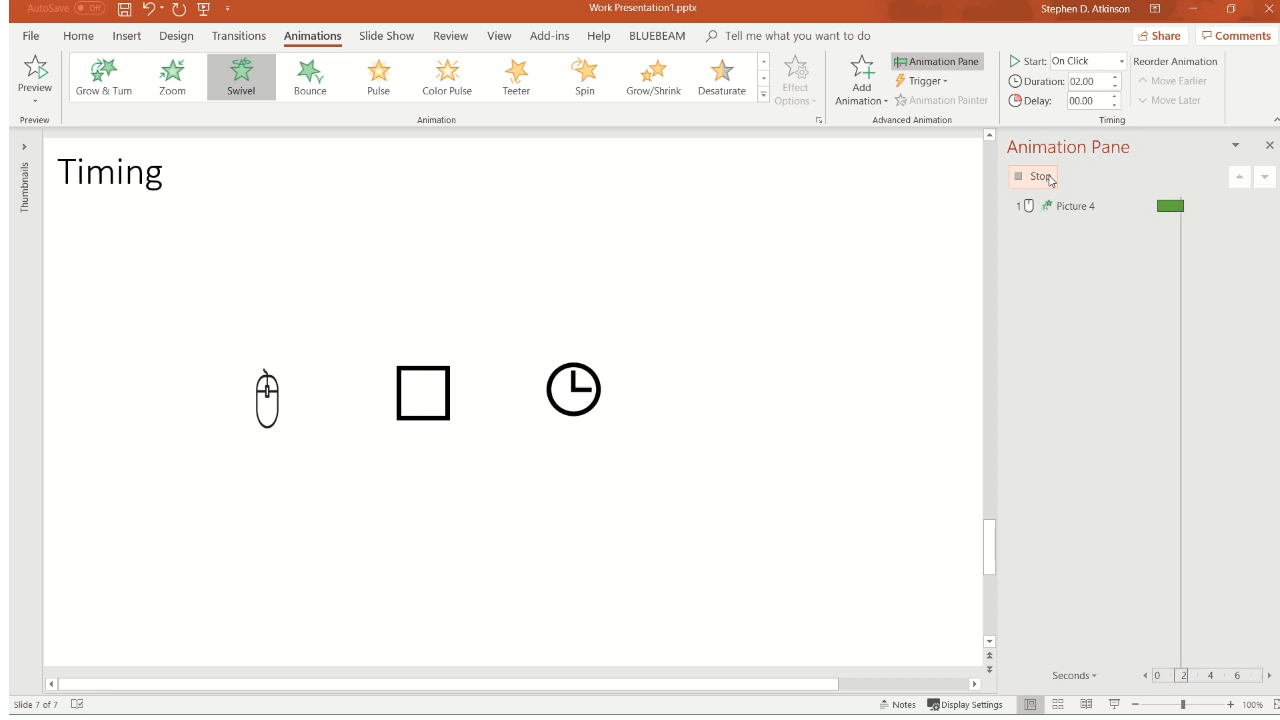 AutoSave Off Work Presentation1.pptx Stephen D. Atkinson
File Home Insert Design Transitions Animations Slide Show Review View Add-ins Help BLUEBEAM Tell me what you want to do Share Comments
Preview Grow & Turn Zoom Swivel Bounce Pulse Color Pulse Teeter Spin Grow/Shrink Desaturate
Effect Options
Add Animation
Animation Pane
Trigger
Animation Painter
Start: On Click
Duration: 02.00
Delay: 00.00
Reorder Animation
Move Earlier
Move Later
Preview Animation Advanced Animation Timing
Thumbnails
Timing
Animation Pane
Stop
1 Picture 4
Seconds 0 2 4 6
Slide 7 of 7 Notes Display Settings 100%